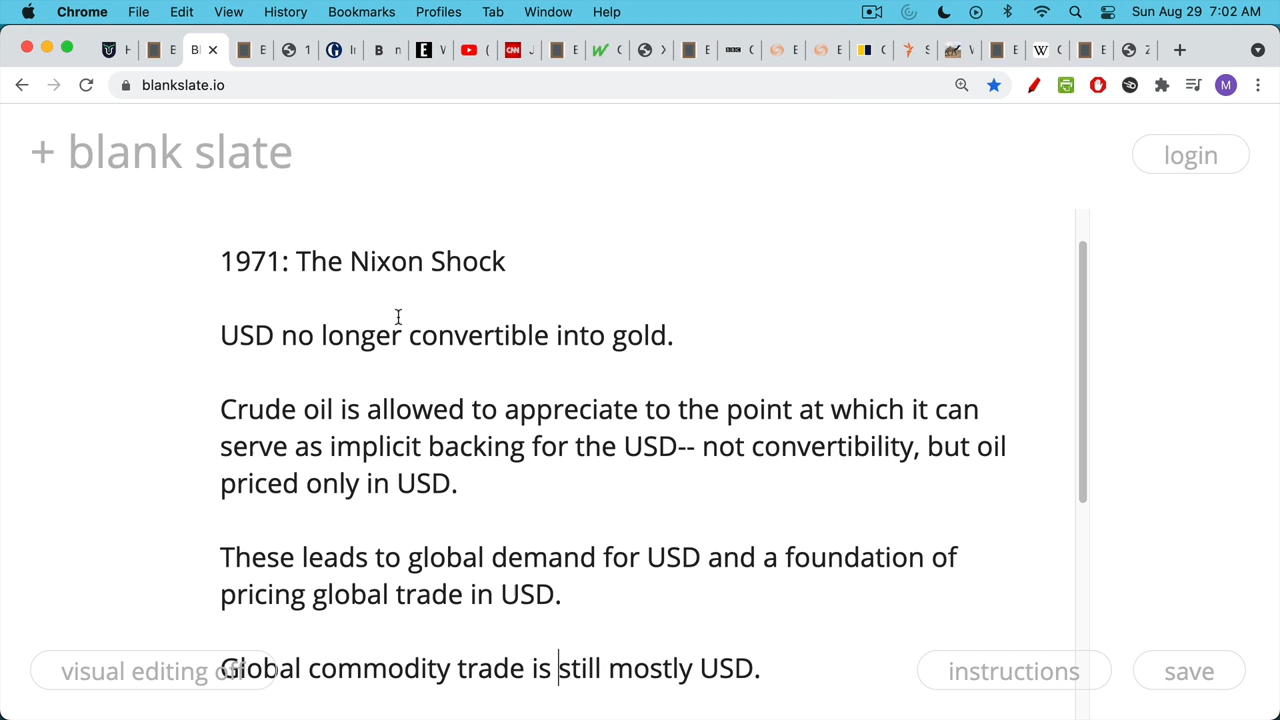 Chrome File Edit View History Bookmarks Profiles Tab Window Help Sun Aug 29 7:02 AM
blankslate.io
+ blank slate
login
1971: The Nixon Shock
USD no longer convertible into gold.
Crude oil is allowed to appreciate to the point at which it can
serve as implicit backing for the USD-- not convertibility, but oil
priced only in USD.
These leads to global demand for USD and a foundation of
pricing global trade in USD.
Global commodity trade is still mostly USD.
visual editing off
instructions
save